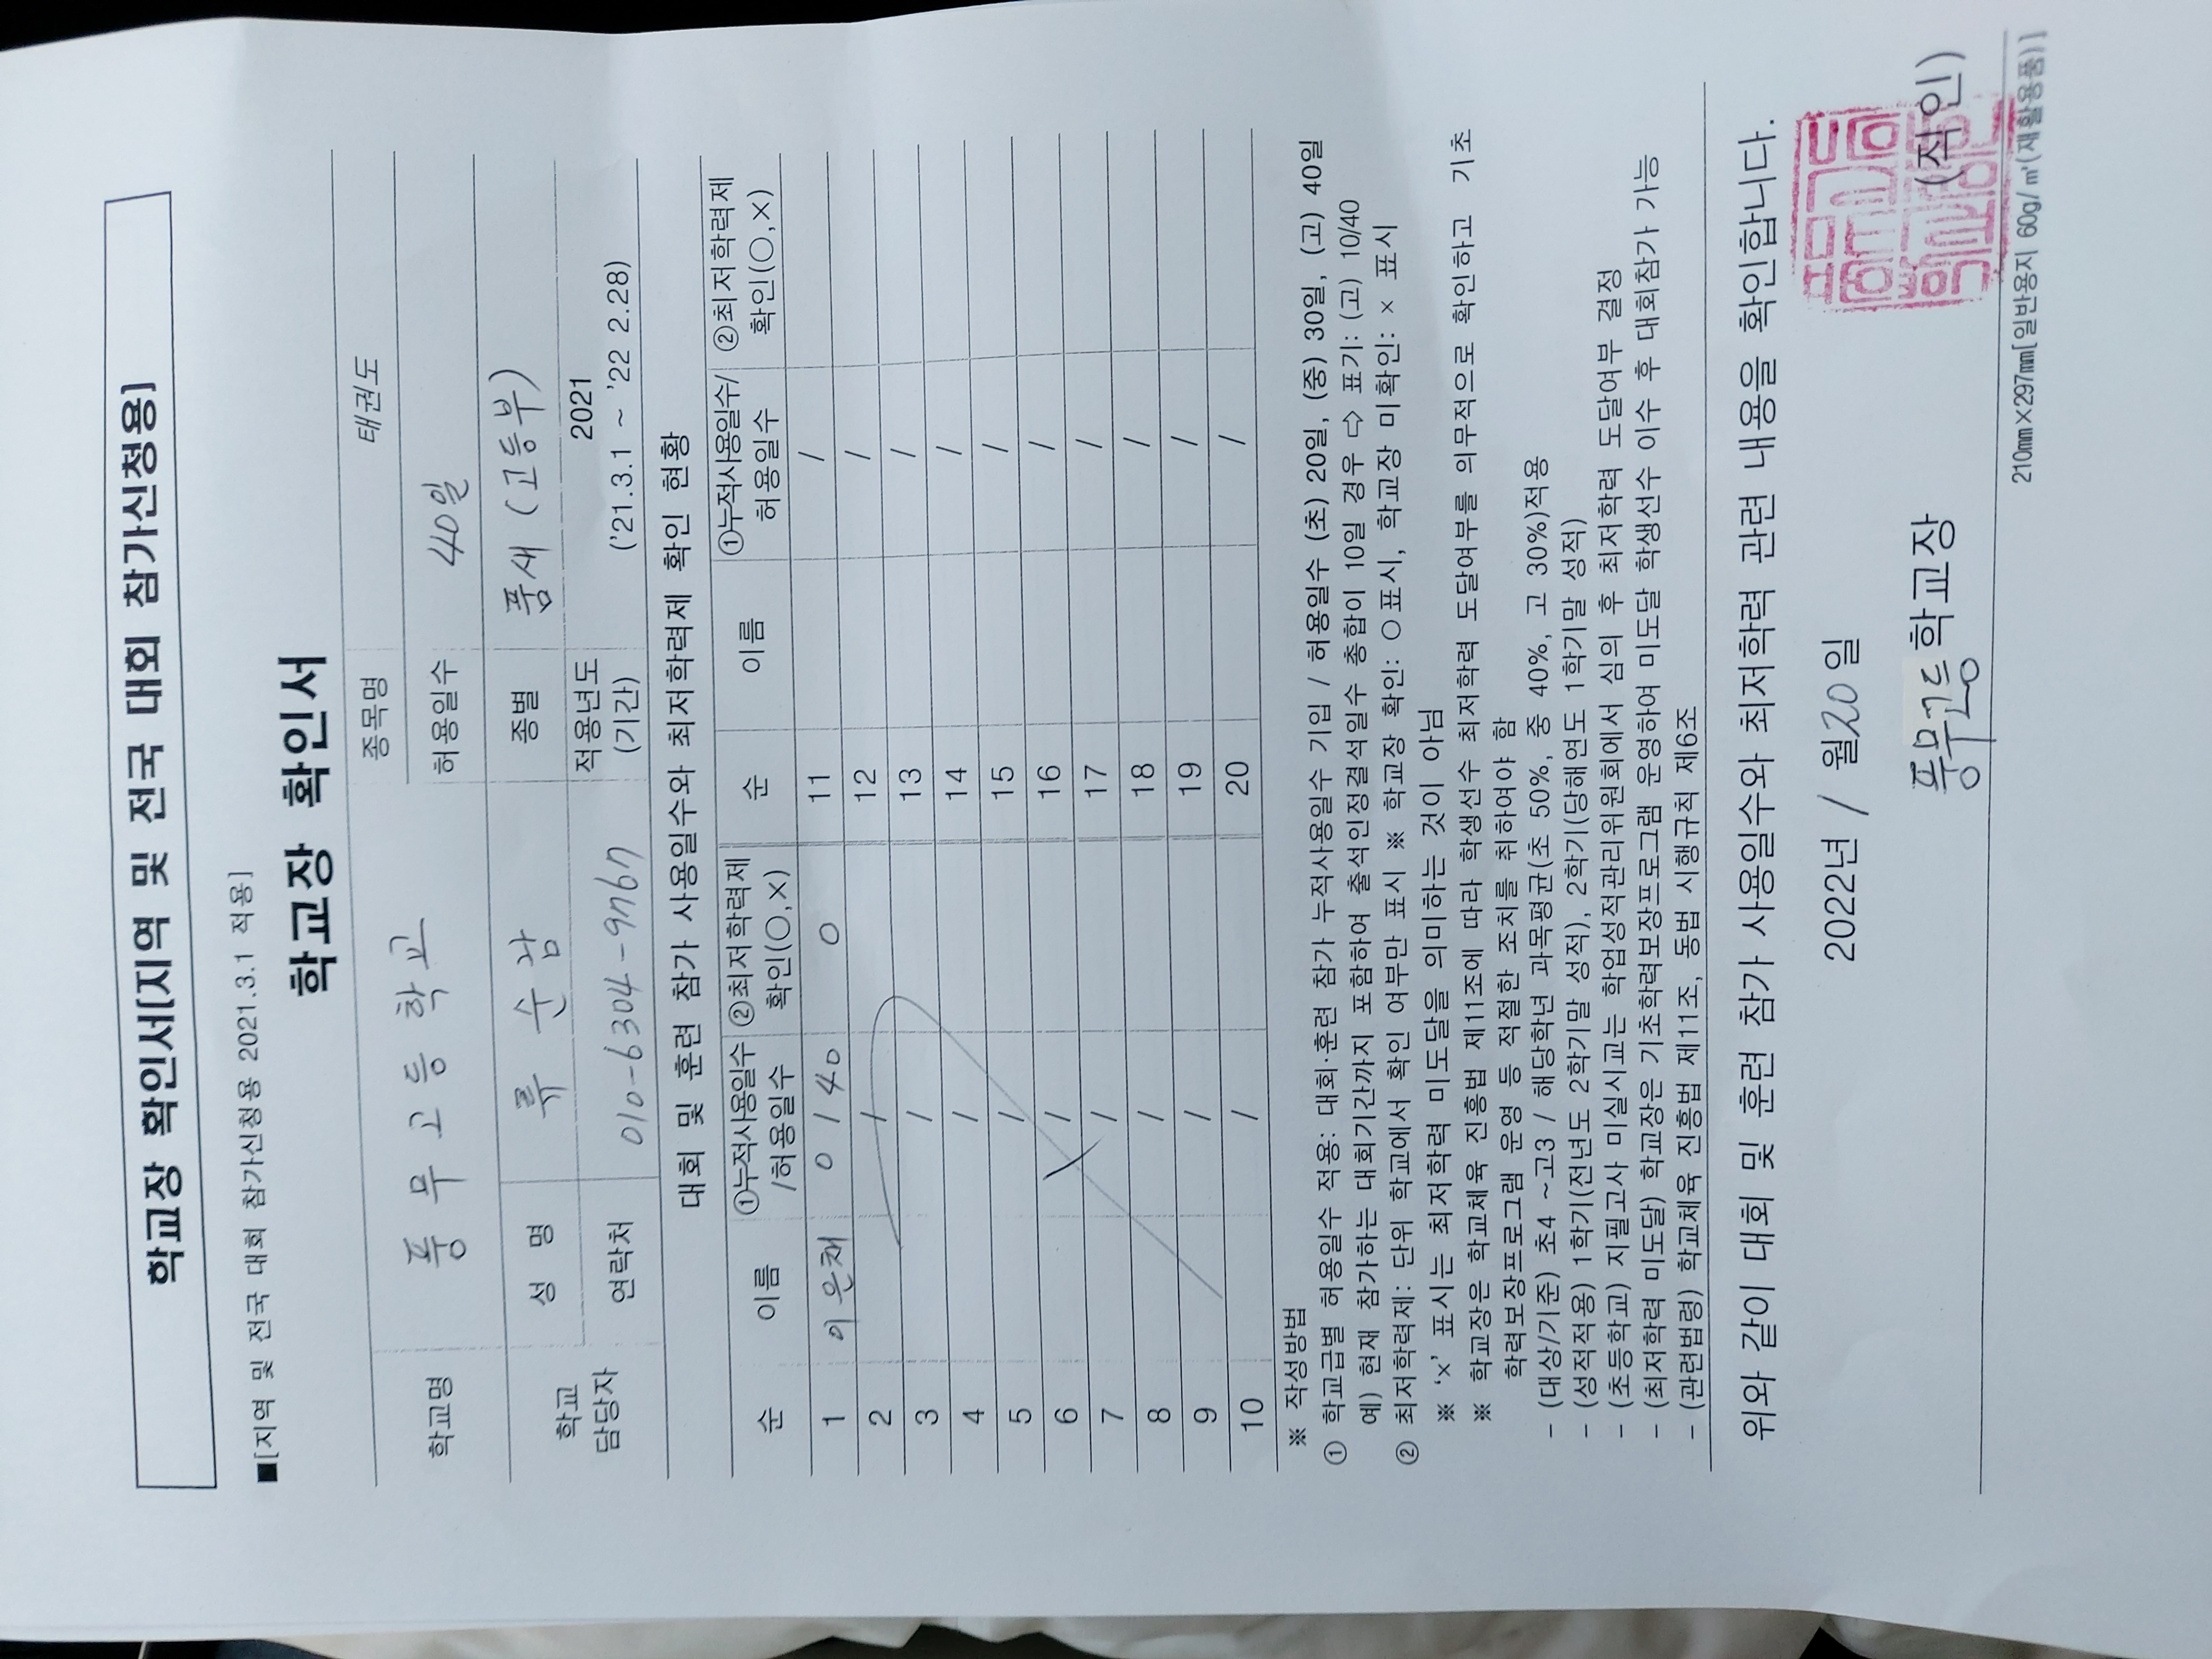 학교장 확인서[지역 및 전국 대회 참가신청용]
■[지역 및 전국 대회 참가신청용 2021.3.1 적용]
학교장 확인서
학교명 풍무고등학교 종목명 태권도
허용일수 40일
학교 담당자 성 명 류수남 종별 품새 (고등부)
연락처 010-6304-9767 적용년도 (기간) 2021 ('21.3.1 ~ '22 2.28)
대회 및 훈련 참가 사용일수와 최저학력제 확인 현황
순 이름 ①누적사용일수/허용일수 ②최저학력제 확인(○,×) 순 이름 ①누적사용일수/허용일수 ②최저학력제 확인(○,×)
1 이은채 0 / 40 0 11 /
2 / 12 /
3 / 13 /
4 / 14 /
5 / 15 /
6 / 16 /
7 / 17 /
8 / 18 /
9 / 19 /
10 / 20 /
※ 작성방법
① 학교급별 허용일수 적용: 대회·훈련 참가 누적사용일수 기입 / 허용일수 (초) 20일, (중) 30일, (고) 40일
예) 현재 참가하는 대회기간까지 포함하여 출석인정결석일수 총합이 10일 경우 ⇨ 표기: (고) 10/40
② 최저학력제: 단위 학교에서 확인 여부만 표시 ※ 학교장 확인: ○표시, 학교장 미확인: × 표시
※ '×' 표시는 최저학력 미도달을 의미하는 것이 아님
※ 학교장은 학교체육 진흥법 제11조에 따라 학생선수 최저학력 도달여부를 의무적으로 확인하고 기초
학력보장프로그램 운영 등 적절한 조치를 취하여야 함
- (대상/기준) 초4 ~고3 / 해당학년 과목평균(초 50%, 중 40%, 고 30%)적용
- (성적적용) 1학기(전년도 2학기말 성적), 2학기(당해연도 1학기말 성적)
- (초등학교) 지필고사 미실시교는 학업성적관리위원회에서 심의 후 최저학력 도달여부 결정
- (최저학력 미도달) 학교장은 기초학력보장프로그램 운영하여 미도달 학생선수 이수 후 대회참가 가능
- (관련법령) 학교체육 진흥법 제11조, 동법 시행규칙 제6조
위와 같이 대회 및 훈련 참가 사용일수와 최저학력 관련 내용을 확인합니다.
2022년 1월20일
풍무고등학교장 (직인)
210㎜×297㎜[일반용지 60g/㎡(재활용품)]